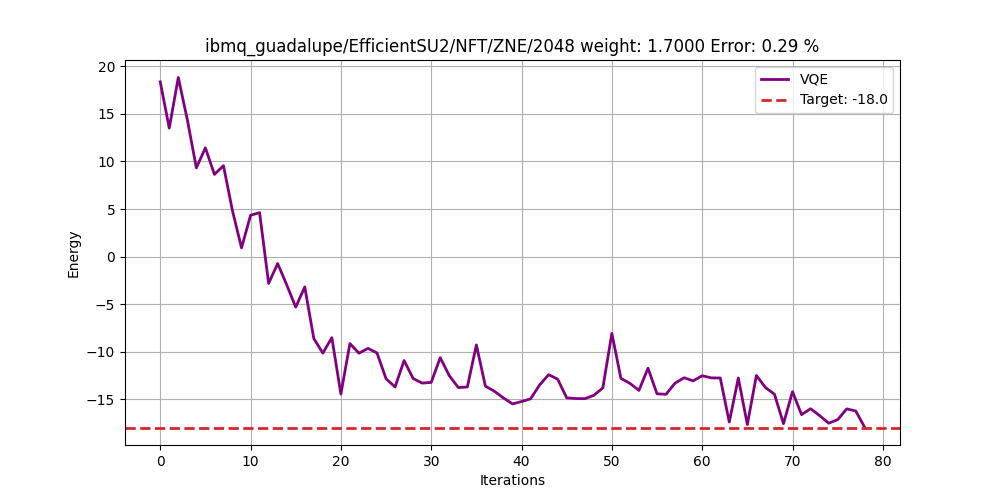 ibmq_guadalupe/EfficientSU2/NFT/ZNE/2048 weight: 1.7000 Error: 0.29 %
20
15
10
5
0
−5
−10
−15
Energy
VQE
Target: -18.0
0 10 20 30 40 50 60 70 80
Iterations